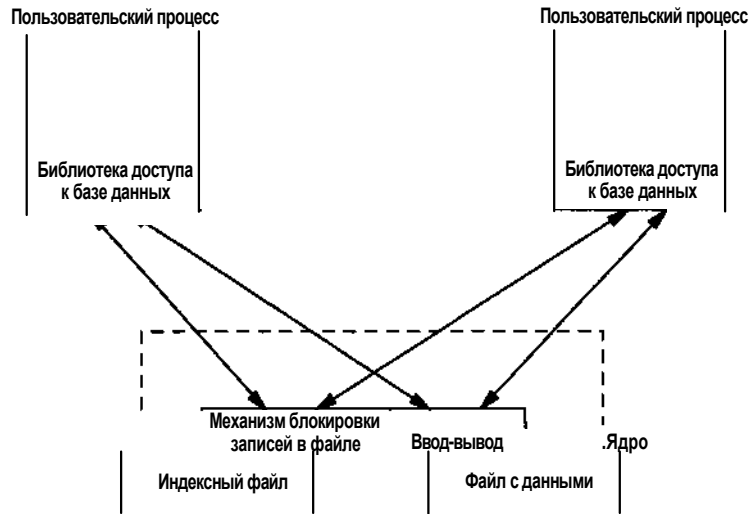 Пользовательский процесс
Пользовательский процесс
Библиотека доступа
к базе данных
Библиотека доступа
к базе данных
Механизм блокировки
записей в файле
Ввод-вывод
.Ядро
Индексный файл
Файл с данными